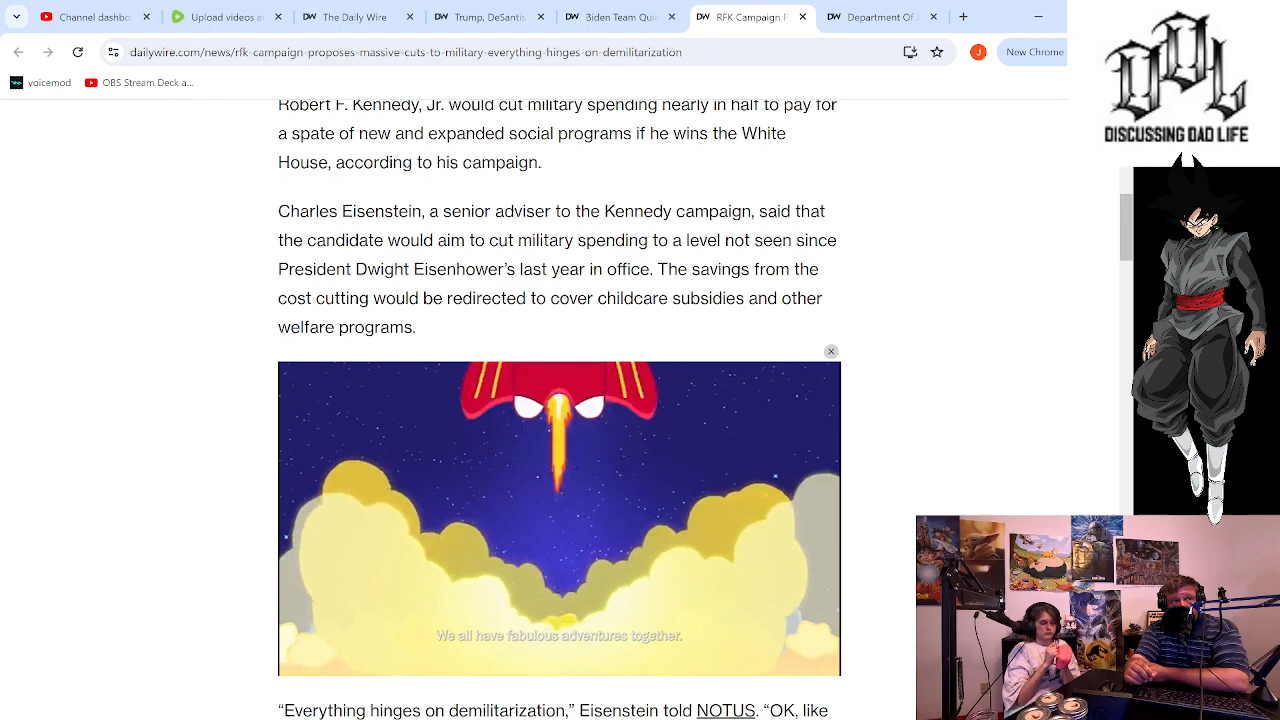 Channel dashbo
Upload videos at
The Daily Wire
Trump, DeSantis
Biden Team Quie
RFK Campaign P
Department Of J
dailywire.com/news/rfk-campaign-proposes-massive-cuts-to-military-everything-hinges-on-demilitarization
J
New Chrome
voicemod
OBS Stream Deck a...
DDL
DISCUSSING DAD LIFE
Robert F. Kennedy, Jr. would cut military spending nearly in half to pay for
a spate of new and expanded social programs if he wins the White
House, according to his campaign.
Charles Eisenstein, a senior adviser to the Kennedy campaign, said that
the candidate would aim to cut military spending to a level not seen since
President Dwight Eisenhower's last year in office. The savings from the
cost cutting would be redirected to cover childcare subsidies and other
welfare programs.
We all have fabulous adventures together.
“Everything hinges on demilitarization,” Eisenstein told NOTUS. “OK, like